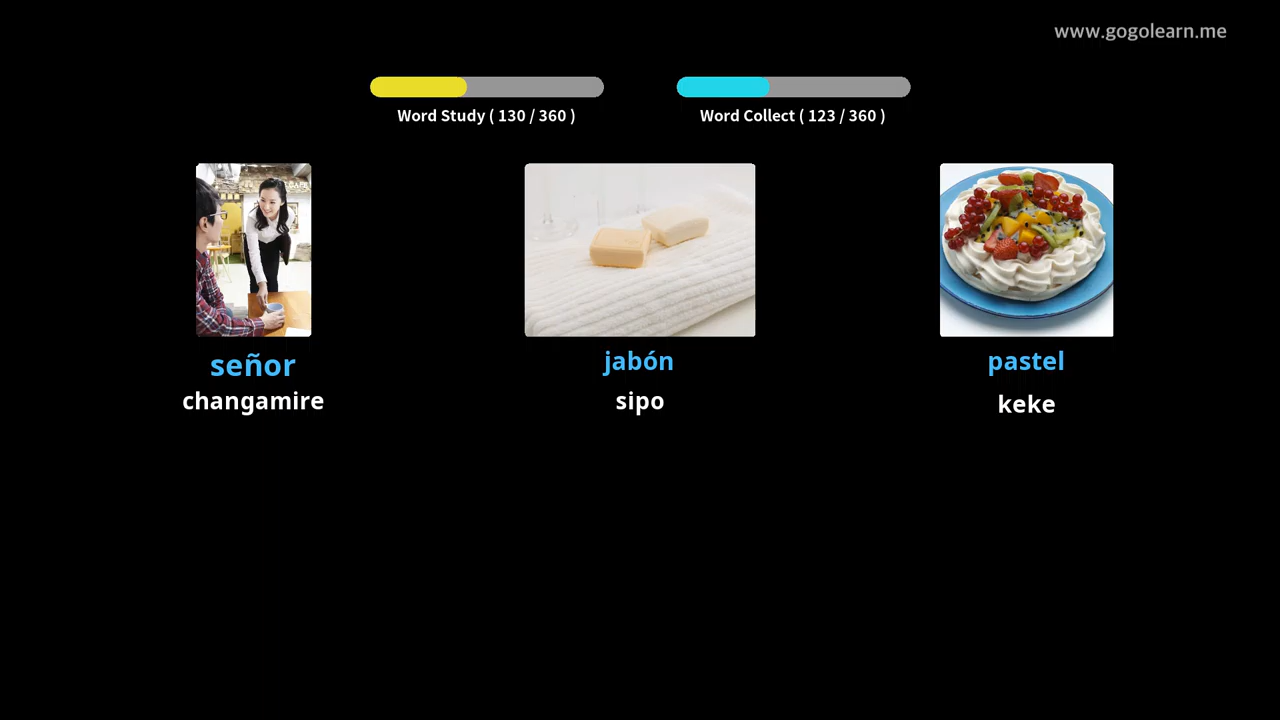 www.gogolearn.me
Word Study ( 130 / 360 )
Word Collect ( 123 / 360 )
señor
changamire
jabón
sipo
pastel
keke